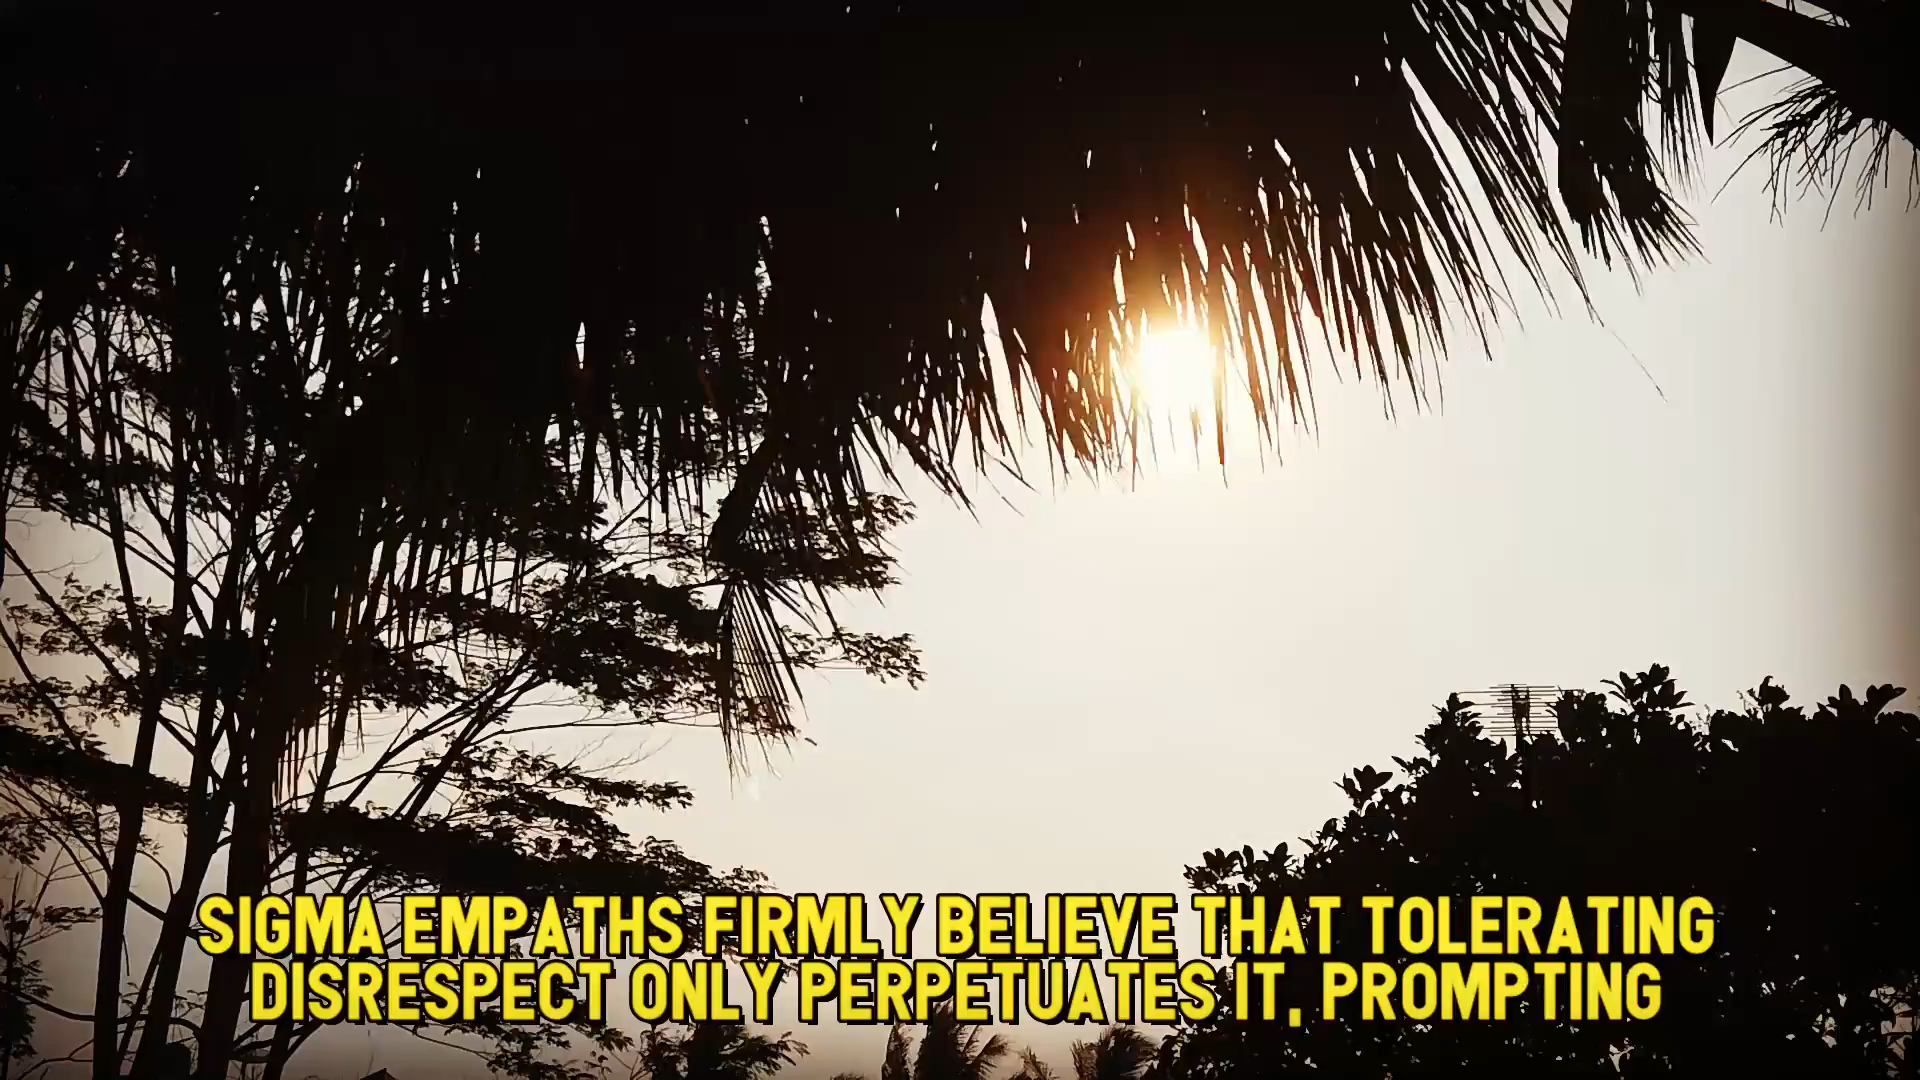 SIGMA EMPATHS FIRMLY BELIEVE THAT TOLERATING
DISRESPECT ONLY PERPETUATES IT, PROMPTING